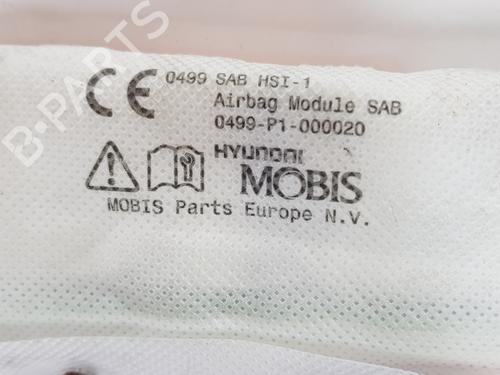 CE 0499 SAB HSI-1
Airbag Module SAB
0499-P1-000020
HYUNDAI
MOBIS
MOBIS Parts Europe N.V.
B-PARTS